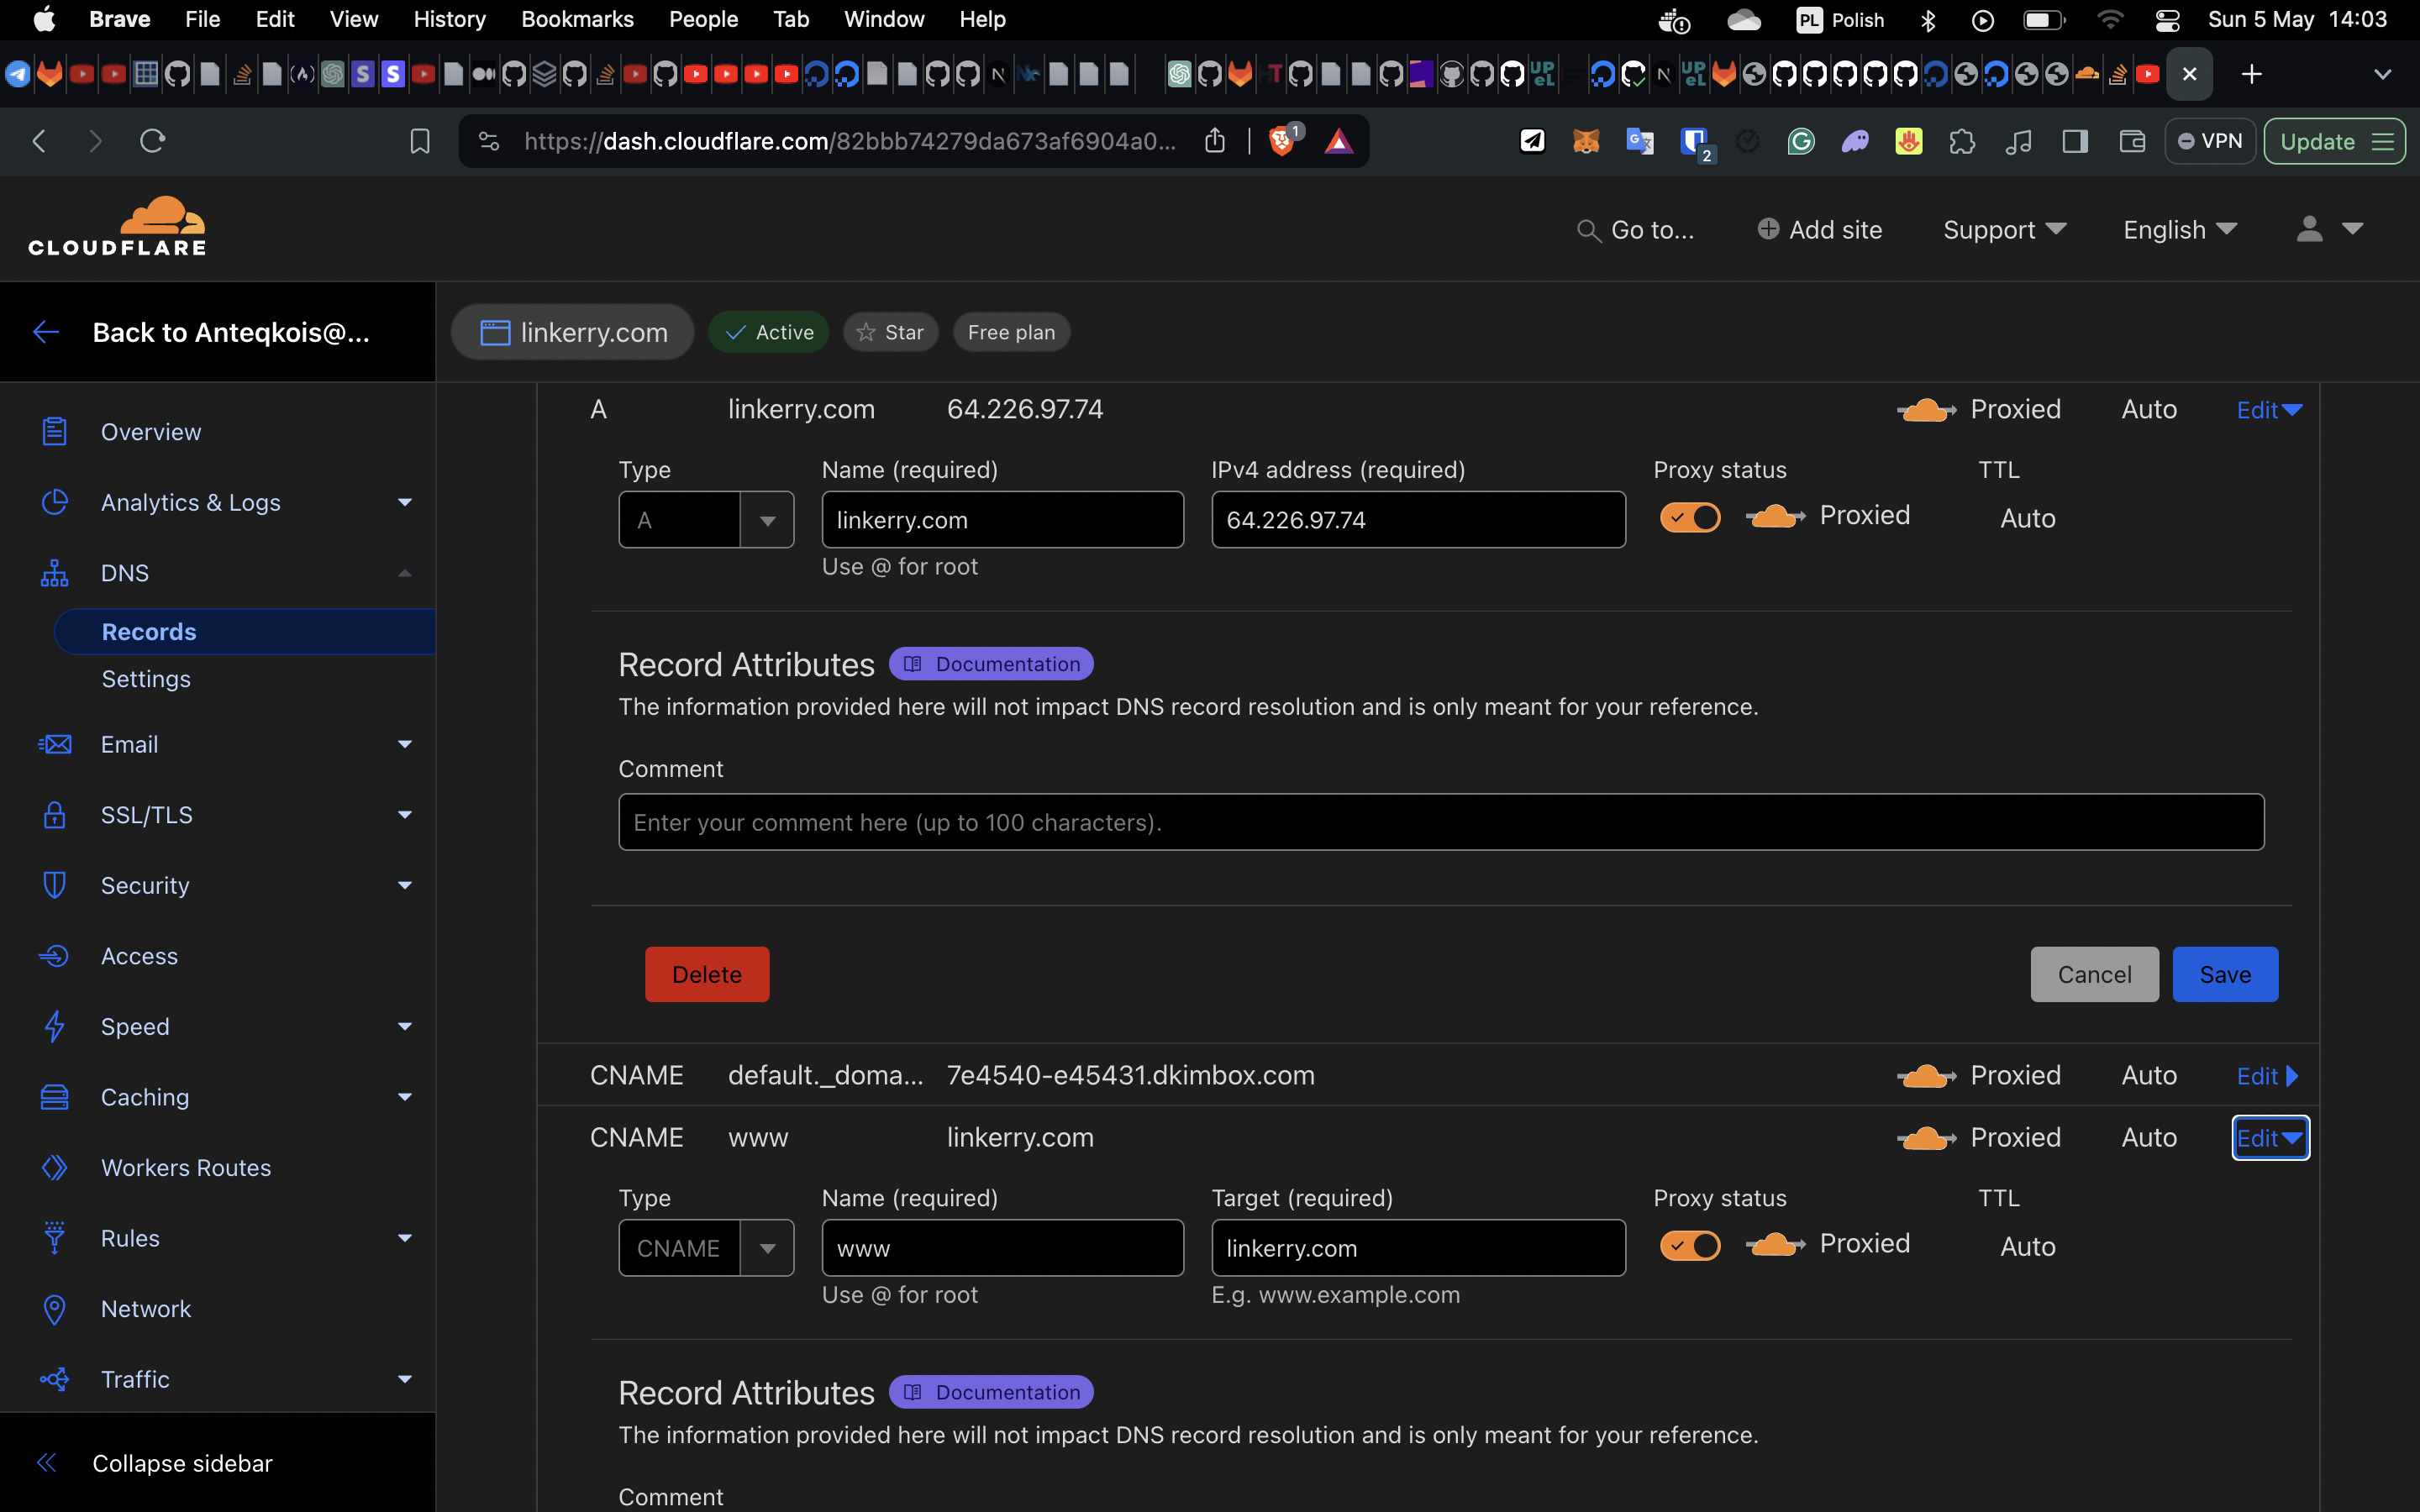 Brave File Edit View History Bookmarks People Tab Window Help PL Polish Sun 5 May 14:03
https://dash.cloudflare.com/82bbb74279da673af6904a0... 1 2 VPN Update
CLOUDFLARE Go to... Add site Support English
Back to Anteqkois@... linkerry.com Active Star Free plan
Overview
Analytics & Logs
DNS
Records
Settings
Email
SSL/TLS
Security
Access
Speed
Caching
Workers Routes
Rules
Network
Traffic
Collapse sidebar
A linkerry.com 64.226.97.74 Proxied Auto Edit
Type Name (required) IPv4 address (required) Proxy status TTL
A linkerry.com 64.226.97.74 Proxied Auto
Use @ for root
Record Attributes Documentation
The information provided here will not impact DNS record resolution and is only meant for your reference.
Comment
Enter your comment here (up to 100 characters).
Delete Cancel Save
CNAME default._doma... 7e4540-e45431.dkimbox.com Proxied Auto Edit
CNAME www linkerry.com Proxied Auto Edit
Type Name (required) Target (required) Proxy status TTL
CNAME www linkerry.com Proxied Auto
Use @ for root E.g. www.example.com
Record Attributes Documentation
The information provided here will not impact DNS record resolution and is only meant for your reference.
Comment